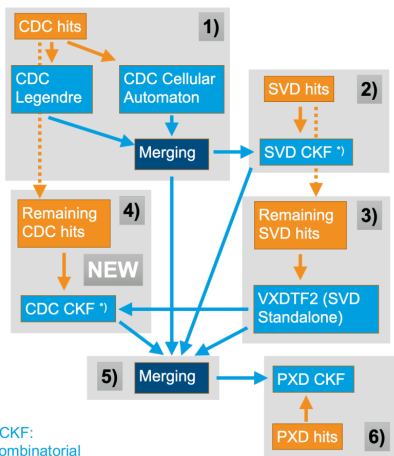 CDC hits
1)
CDC
Legendre
CDC Cellular
Automaton
Merging
SVD hits
2)
SVD CKF *)
Remaining
CDC hits
4)
NEW
CDC CKF *)
Remaining
SVD hits
3)
VXDTF2 (SVD
Standalone)
5)
Merging
PXD CKF
PXD hits
6)
CKF:
ombinatorial